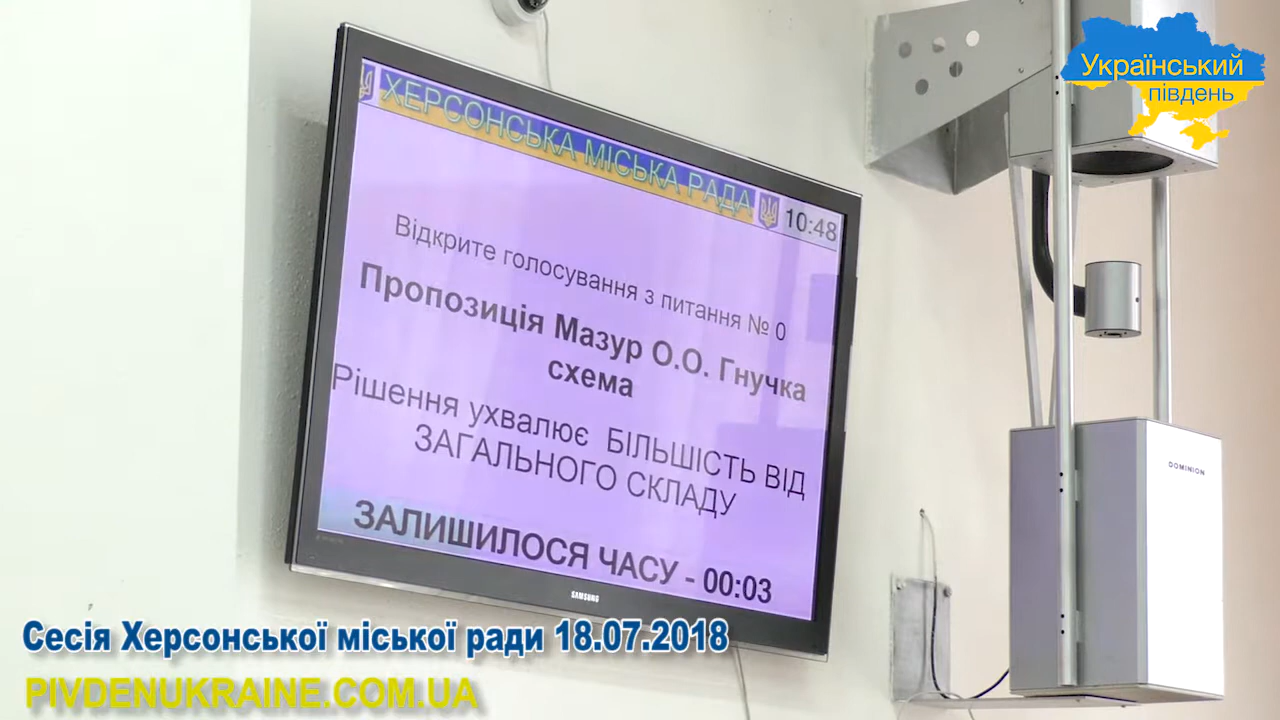 Український
південь
ХЕРСОНСЬКА МІСЬКА РАДА 10:48
Відкрите голосування з питання № 0
Пропозиція Мазур О.О. Гнучка
схема
Рішення ухвалює БІЛЬШІСТЬ ВІД
ЗАГАЛЬНОГО СКЛАДУ
ЗАЛИШИЛОСЯ ЧАСУ - 00:03
SAMSUNG
DOMINION
Сесія Херсонської міської ради 18.07.2018
PIVDENUKRAINE.COM.UA